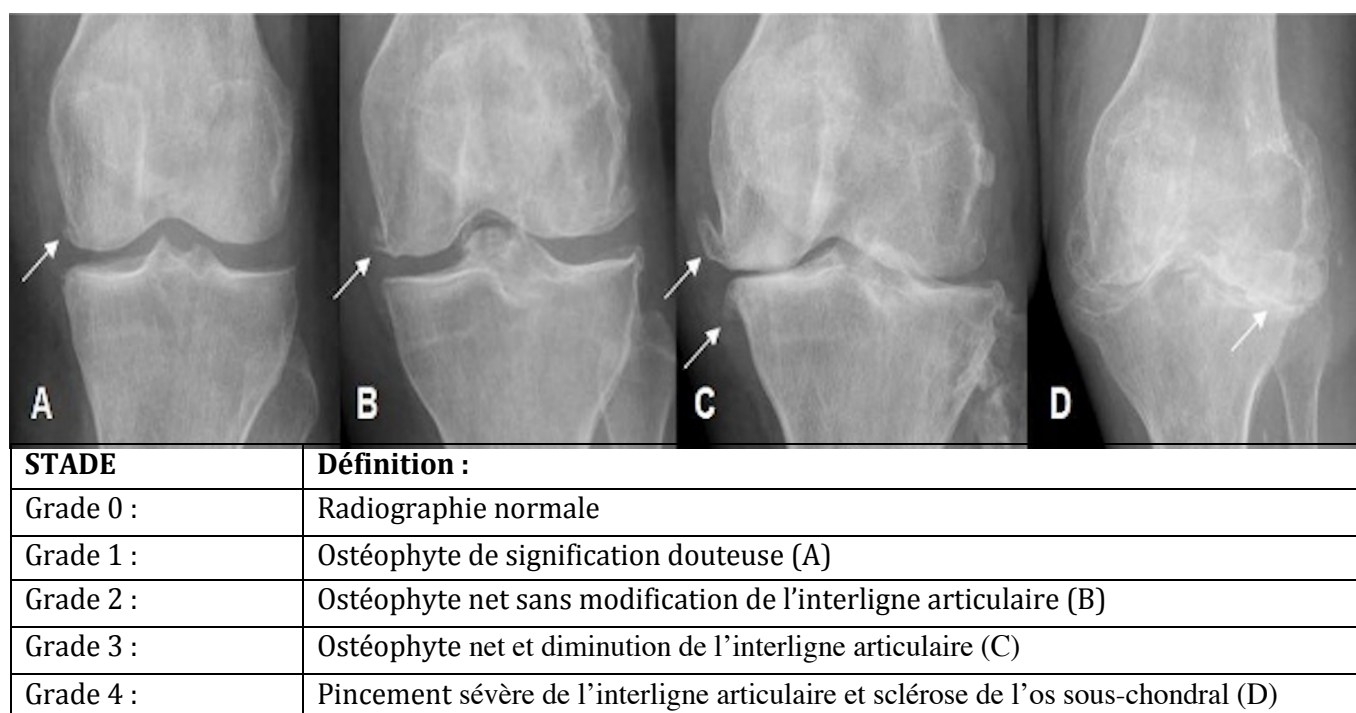 A B C D
STADE Définition :
Grade 0 : Radiographie normale
Grade 1 : Ostéophyte de signification douteuse (A)
Grade 2 : Ostéophyte net sans modification de l’interligne articulaire (B)
Grade 3 : Ostéophyte net et diminution de l’interligne articulaire (C)
Grade 4 : Pincement sévère de l’interligne articulaire et sclérose de l’os sous-chondral (D)